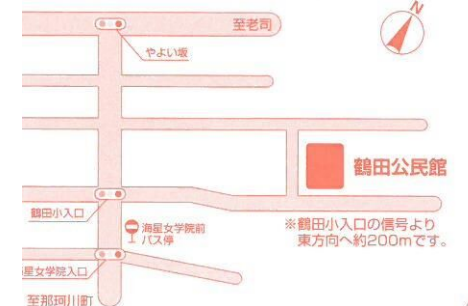 至老司
N
やよい坂
鶴田公民館
鶴田小入口
海星女学院前
バス停
※鶴田小入口の信号より
東方向へ約200mです。
星女学院入口
至那珂川町